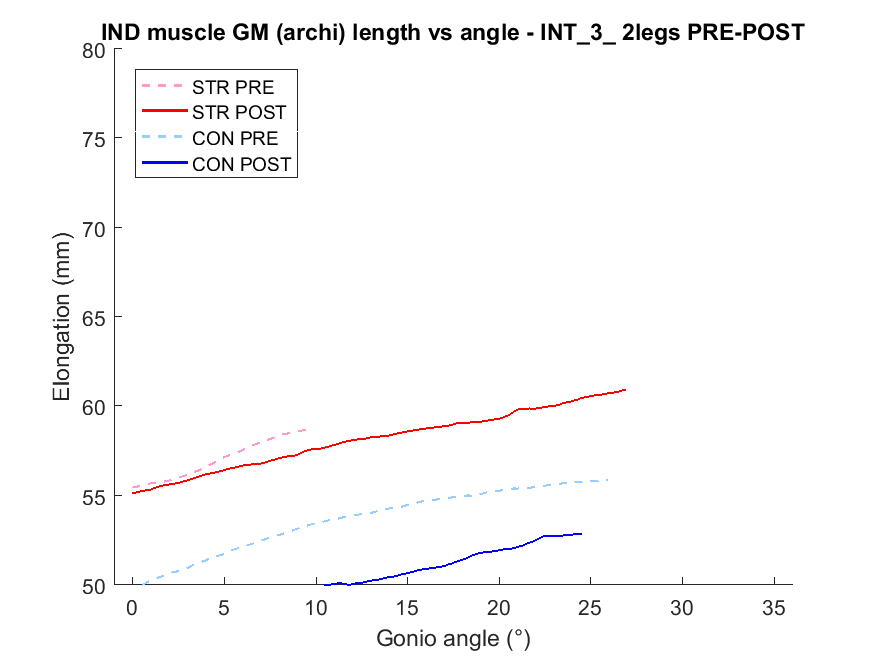 IND muscle GM (archi) length vs angle - INT_3_ 2legs PRE-POST
STR PRE
STR POST
CON PRE
CON POST
80
75
70
65
60
55
50
Elongation (mm)
0 5 10 15 20 25 30 35
Gonio angle (°)